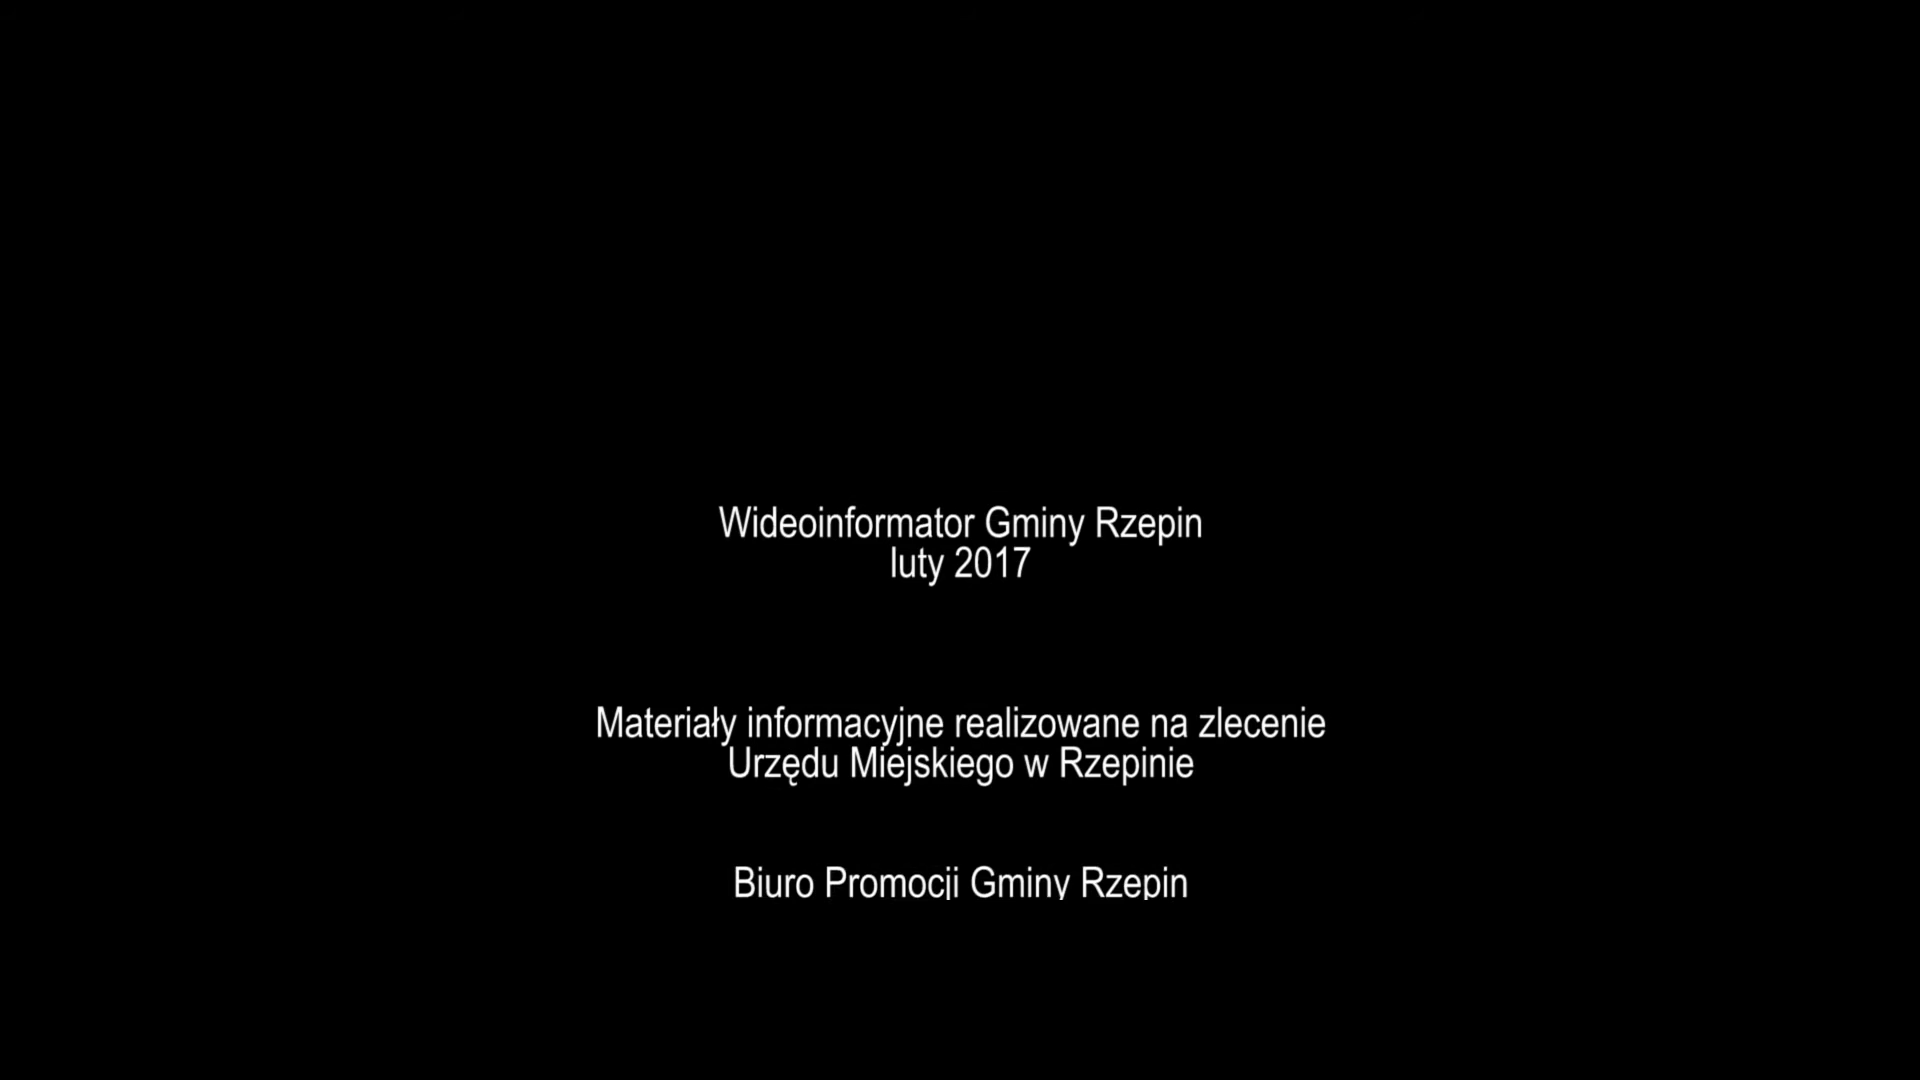 Wideoinformator Gminy Rzepin
luty 2017
Materiały informacyjne realizowane na zlecenie
Urzędu Miejskiego w Rzepinie
Biuro Promocji Gminy Rzepin